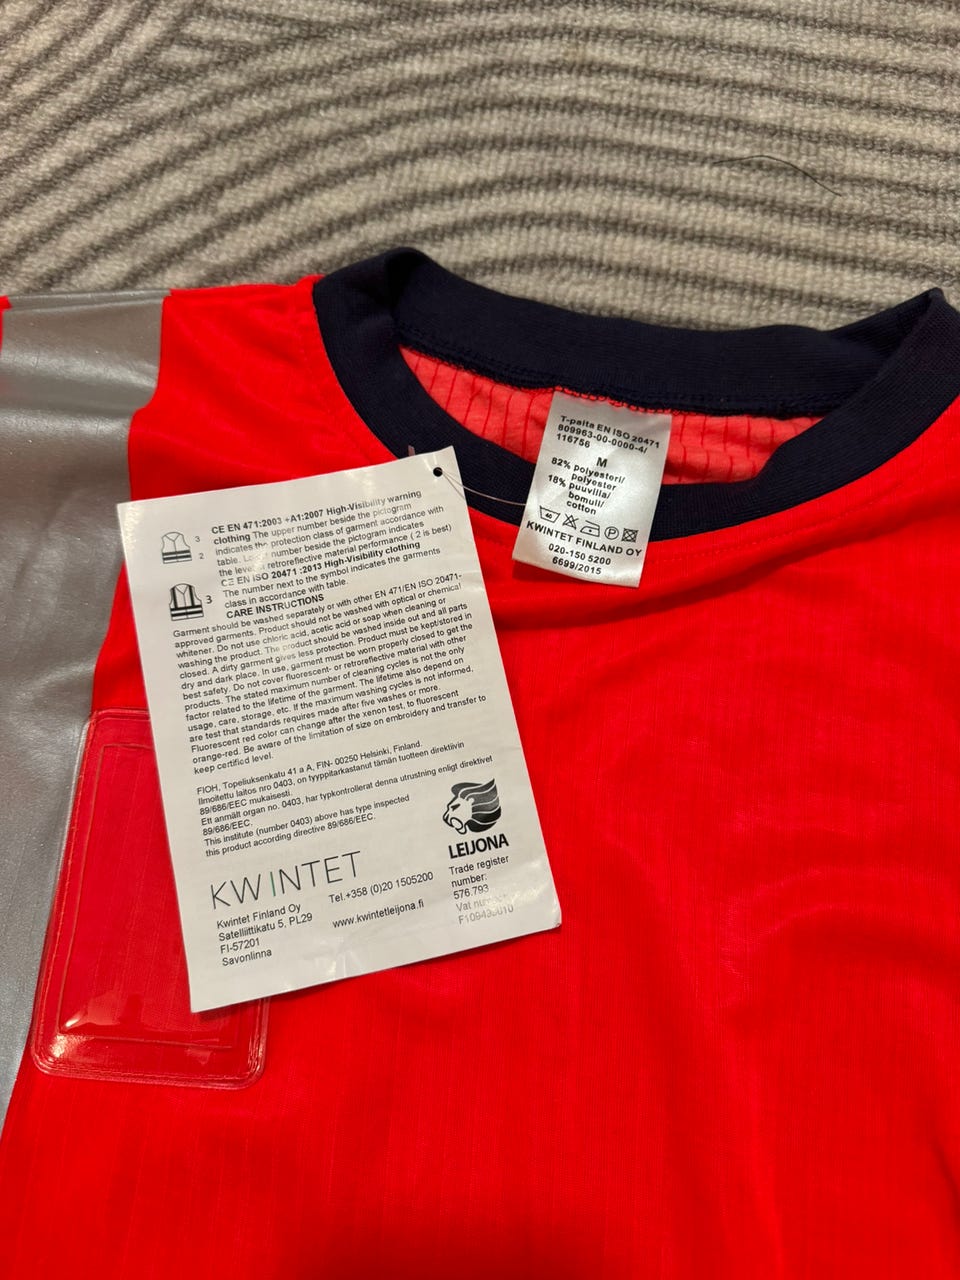 T-paita EN ISO 20471
809963-00-0000-4/
116756
M
82% polyesteri/
polyester
18% puuvilla/
bomull/
cotton
40
P
KWINTET FINLAND OY
020-150 5200
6699/2015
CE EN 471:2003 +A1:2007 High-Visibility warning
clothing The upper number beside the pictogram
indicates the protection class of garment accordance with
table. number beside the pictogram indicates
the level retroreflective material performance ( 2 is best)
3
2
CE EN ISO 20471 :2013 High-Visibility clothing
The number next to the symbol indicates the garments
class in accordance with table.
3
CARE INSTRUCTIONS
Garment should be washed separately or with other EN 471/EN ISO 20471-
approved garments. Product should not be washed with optical or chemical
whitener. Do not use chloric acid, acetic acid or soap when cleaning or
washing the product. The product should be washed inside out and all parts
closed. A dirty garment gives less protection. Product must be kept/stored in
dry and dark place. In use, garment must be worn properly closed to get the
best safety. Do not cover fluorescent- or retroreflective material with other
products. The stated maximum number of cleaning cycles is not the only
factor related to the lifetime of the garment. The lifetime also depend on
usage, care, storage, etc. If the maximum washing cycles is not informed,
are test that standards requires made after five washes or more.
Fluorescent red color can change after the xenon test, to fluorescent
orange-red. Be aware of the limitation of size on embroidery and transfer to
keep certified level.
FIOH, Topeliuksenkatu 41 a A, FIN- 00250 Helsinki, Finland.
Ilmoitettu laitos nro 0403, on tyyppitarkastanut tämän tuotteen direktiivin
89/686/EEC mukaisesti.
Ett anmält organ no. 0403, har typkontrollerat denna utrustning enligt direktivet
89/686/EEC.
This institute (number 0403) above has type inspected
this product according directive 89/686/EEC.
LEIJONA
KWINTET
Kwintet Finland Oy
Satelliittikatu 5, PL29
FI-57201
Savonlinna
Tel.+358 (0)20 1505200
www.kwintetleijona.fi
Trade register
number:
576.793
Vat